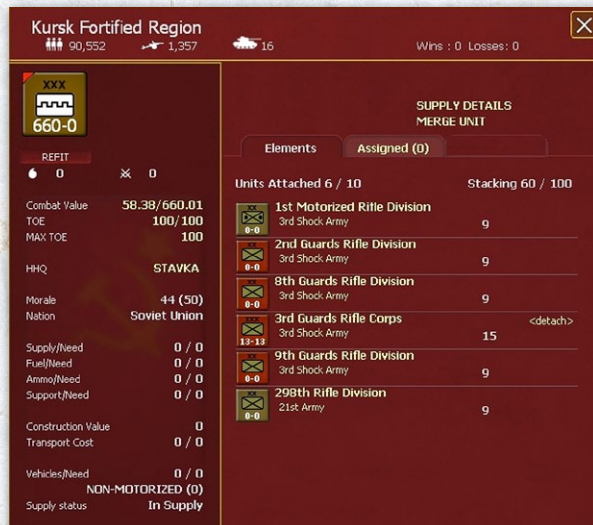 Kursk Fortified Region
90,552 1,357 16 Wins : 0 Losses: 0
XXX
660-0
REFIT
0 0
Combat Value 58.38/660.01
TOE 100/100
MAX TOE 100
HHQ STAVKA
Morale 44 (50)
Nation Soviet Union
Supply/Need 0 / 0
Fuel/Need 0 / 0
Ammo/Need 0 / 0
Support/Need 0 / 0
Construction Value 0
Transport Cost 0 / 0
Vehicles/Need 0 / 0
NON-MOTORIZED (0)
Supply status In Supply
SUPPLY DETAILS
MERGE UNIT
Elements Assigned (0)
Units Attached 6 / 10 Stacking 60 / 100
1st Motorized Rifle Division
3rd Shock Army 9
0-0
2nd Guards Rifle Division
3rd Shock Army 9
0-0
8th Guards Rifle Division
3rd Shock Army 9
0-0
3rd Guards Rifle Corps <detach>
3rd Shock Army 15
13-13
9th Guards Rifle Division
3rd Shock Army 9
0-0
298th Rifle Division
21st Army 9
0-0